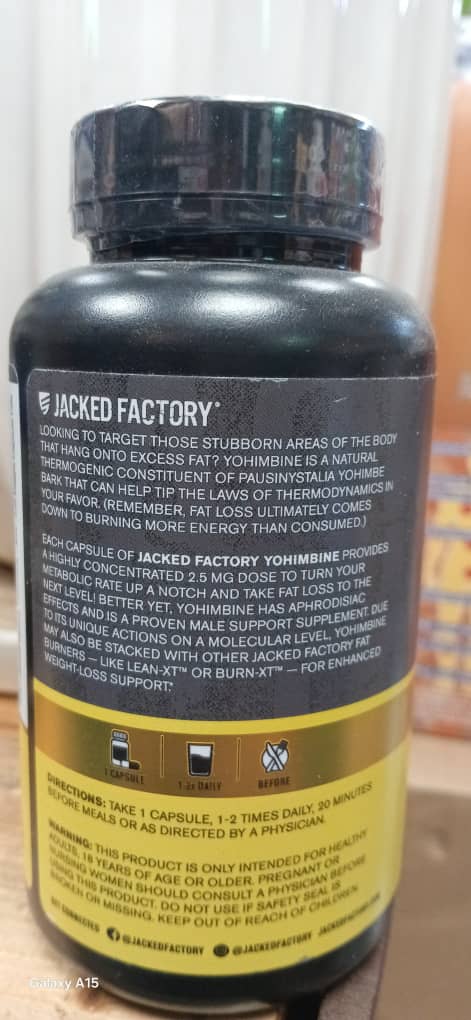 JACKED FACTORY®
LOOKING TO TARGET THOSE STUBBORN AREAS OF THE BODY
THAT HANG ONTO EXCESS FAT? YOHIMBINE IS A NATURAL
THERMOGENIC CONSTITUENT OF PAUSINYSTALIA YOHIMBE
BARK THAT CAN HELP TIP THE LAWS OF THERMODYNAMICS IN
YOUR FAVOR. (REMEMBER, FAT LOSS ULTIMATELY COMES
DOWN TO BURNING MORE ENERGY THAN CONSUMED.)
EACH CAPSULE OF JACKED FACTORY YOHIMBINE PROVIDES
A HIGHLY CONCENTRATED 2.5 MG DOSE TO TURN YOUR
METABOLIC RATE UP A NOTCH AND TAKE FAT LOSS TO THE
NEXT LEVEL! BETTER YET, YOHIMBINE HAS APHRODISIAC
EFFECTS AND IS A PROVEN MALE SUPPORT SUPPLEMENT. DUE
TO ITS UNIQUE ACTIONS ON A MOLECULAR LEVEL, YOHIMBINE
MAY ALSO BE STACKED WITH OTHER JACKED FACTORY FAT
BURNERS — LIKE LEAN-XT™ OR BURN-XT™ — FOR ENHANCED
WEIGHT-LOSS SUPPORT.*
1 CAPSULE
1-2x DAILY
BEFORE
DIRECTIONS: TAKE 1 CAPSULE, 1-2 TIMES DAILY, 20 MINUTES
BEFORE MEALS OR AS DIRECTED BY A PHYSICIAN.
WARNING: THIS PRODUCT IS ONLY INTENDED FOR HEALTHY
ADULTS, 18 YEARS OF AGE OR OLDER. PREGNANT OR
NURSING WOMEN SHOULD CONSULT A PHYSICIAN BEFORE
USING THIS PRODUCT. DO NOT USE IF SAFETY SEAL IS
BROKEN OR MISSING. KEEP OUT OF REACH OF CHILDREN.
GET CONNECTED @JACKEDFACTORY @JACKEDFACTORY JACKEDFACTORY.COM
Galaxy A15